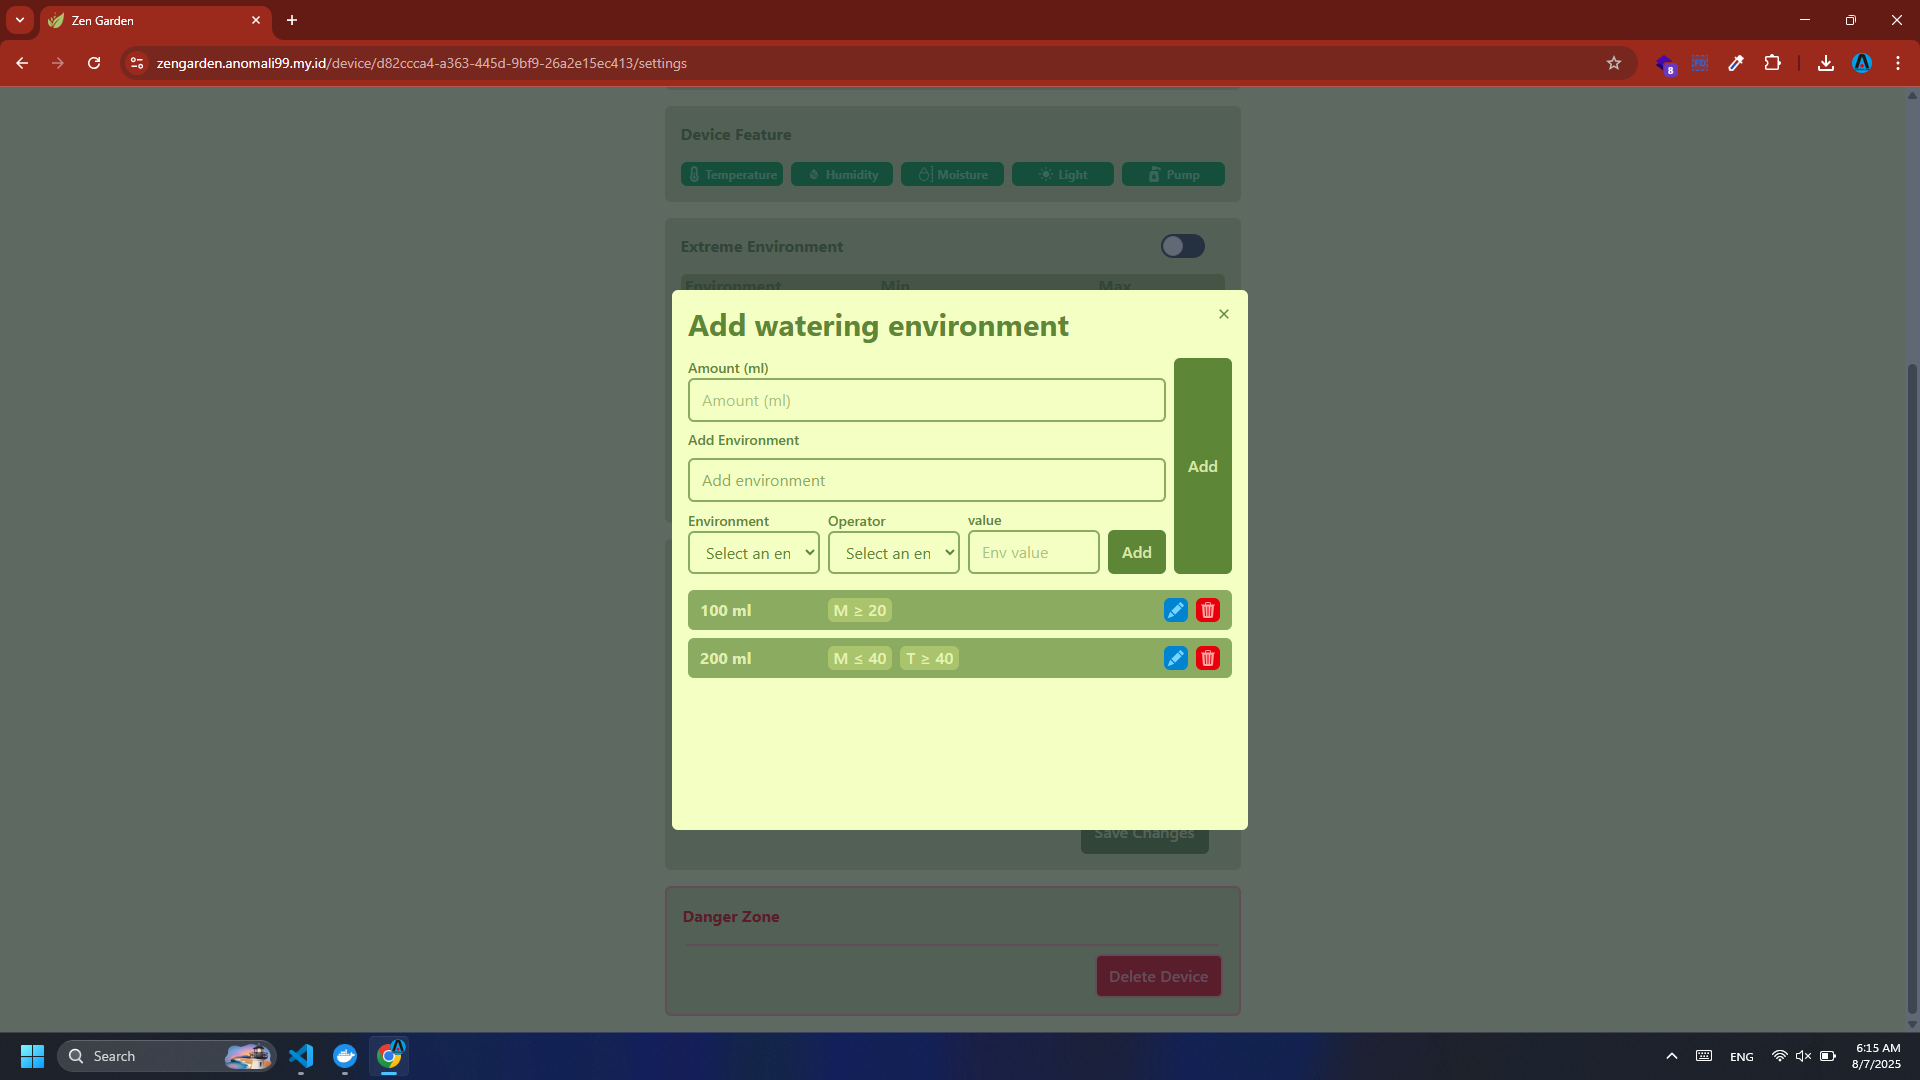 Zen Garden
zengarden.anomali99.my.id/device/d82ccca4-a363-445d-9bf9-26a2e15ec413/settings
8
Device Feature
Temperature Humidity Moisture Light Pump
Extreme Environment
Environment Min Max
Add watering environment
Amount (ml)
Amount (ml)
Add Environment
Add environment
Add
Environment Operator value
Select an en Select an en Env value Add
100 ml M ≥ 20
200 ml M ≤ 40 T ≥ 40
Save Changes
Danger Zone
Delete Device
Search
ENG
6:15 AM
8/7/2025